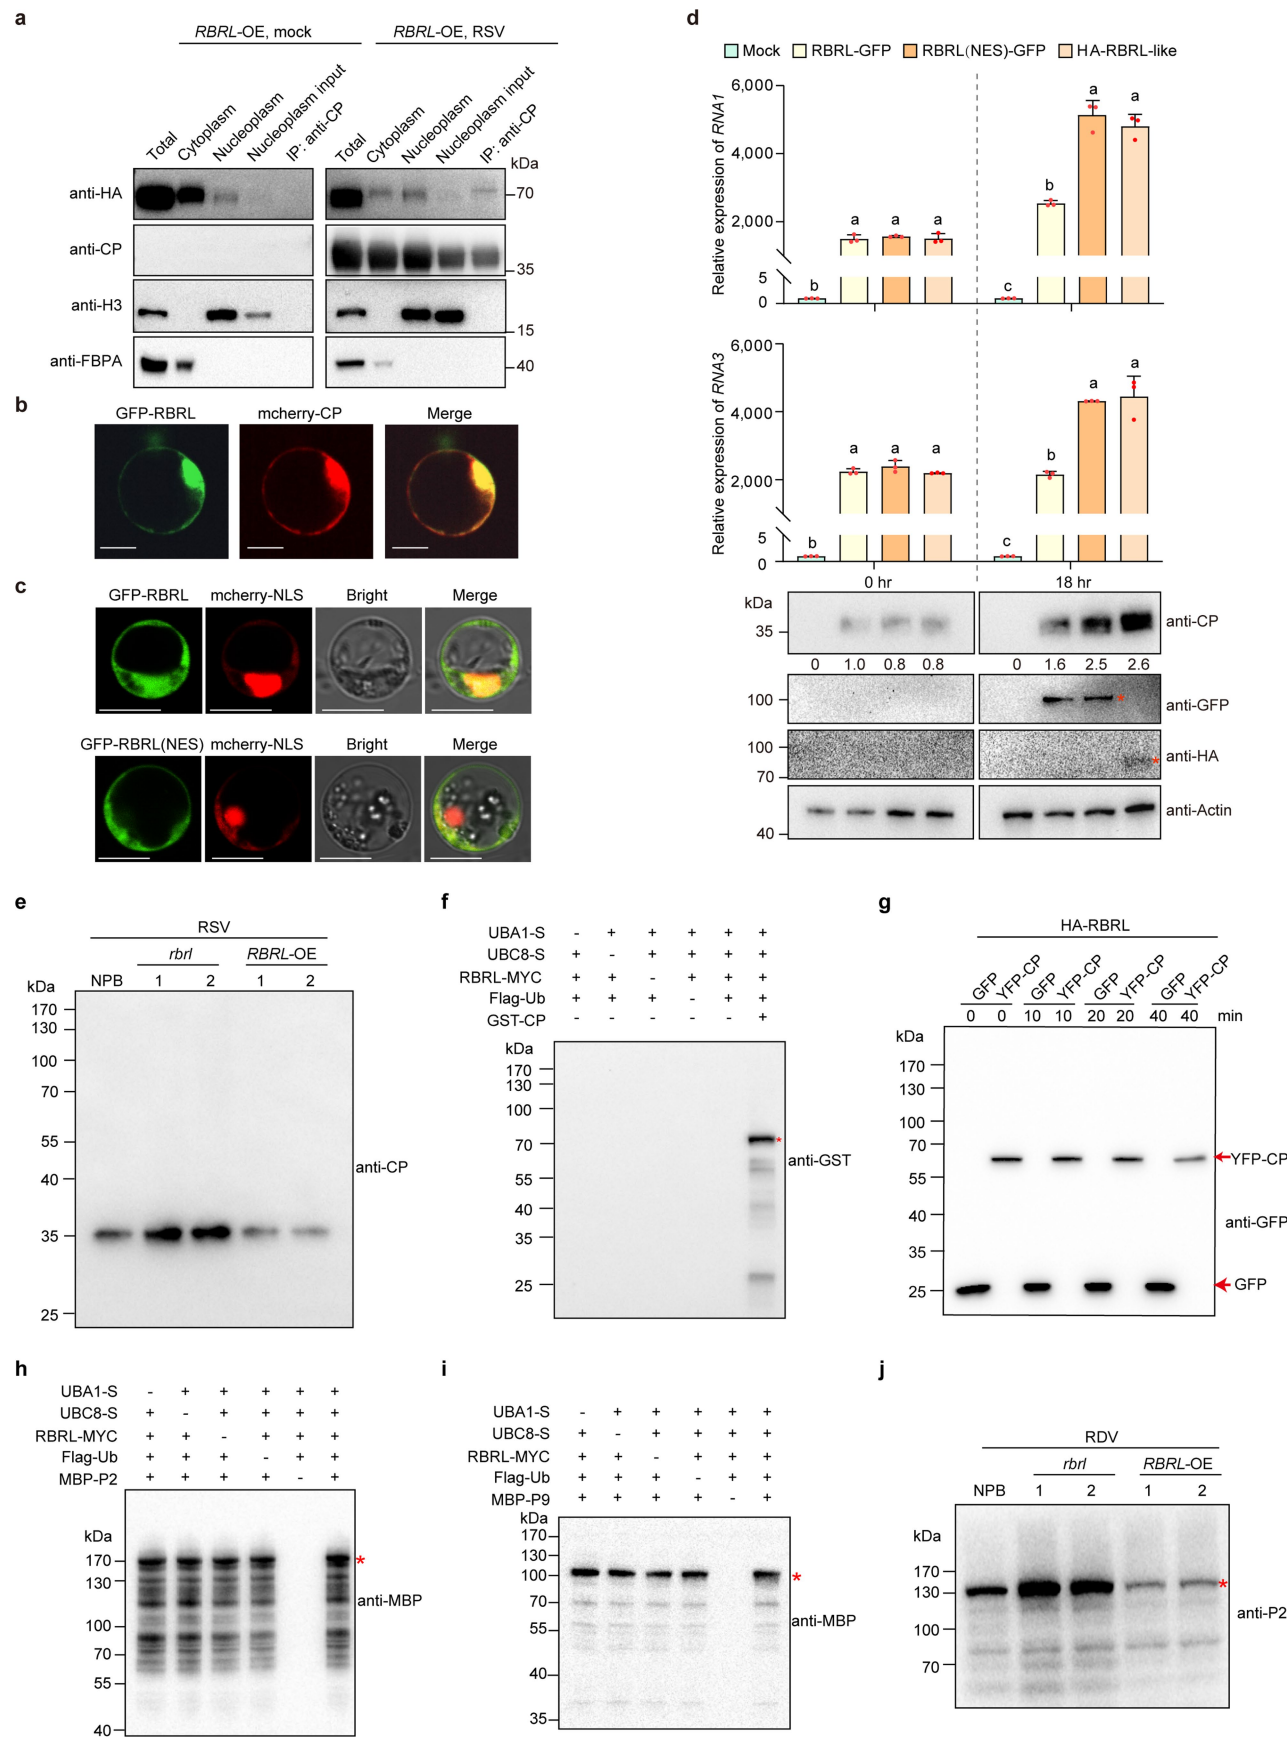 a
RBRL-OE, mock
RBRL-OE, RSV
Total
Cytoplasm
Nucleoplasm
Nucleoplasm input
IP: anti-CP
Total
Cytoplasm
Nucleoplasm
Nucleoplasm input
IP: anti-CP
kDa
anti-HA
70
anti-CP
35
anti-H3
15
anti-FBPA
40
b
GFP-RBRL
mcherry-CP
Merge
c
GFP-RBRL
mcherry-NLS
Bright
Merge
GFP-RBRL(NES)
mcherry-NLS
Bright
Merge
d
Mock
RBRL-GFP
RBRL(NES)-GFP
HA-RBRL-like
Relative expression of RNA1
6,000
4,000
2,000
5
0
b a a a c b a a
Relative expression of RNA3
6,000
4,000
2,000
5
0
b a a a c b a a
0 hr
18 hr
kDa
35
anti-CP
0 1.0 0.8 0.8 0 1.6 2.5 2.6
100
* anti-GFP
100
70
* anti-HA
40
anti-Actin
e
RSV
rbrl
RBRL-OE
NPB 1 2 1 2
kDa
170
130
100
70
55
40
35
25
anti-CP
f
UBA1-S - + + + + +
UBC8-S + - + + + +
RBRL-MYC + + - + + +
Flag-Ub + + + - + +
GST-CP - - - - - +
kDa
170
130
100
70
55
40
35
25
*
anti-GST
g
HA-RBRL
GFP YFP-CP GFP YFP-CP GFP YFP-CP GFP YFP-CP
0 0 10 10 20 20 40 40 min
kDa
170
130
100
70
55
40
35
25
YFP-CP
anti-GFP
GFP
h
UBA1-S - + + + + +
UBC8-S + - + + + +
RBRL-MYC + + - + + +
Flag-Ub + + + - + +
MBP-P2 + + + + - +
kDa
170
130
100
70
55
40
*
anti-MBP
i
UBA1-S - + + + + +
UBC8-S + - + + + +
RBRL-MYC + + - + + +
Flag-Ub + + + - + +
MBP-P9 + + + + - +
kDa
170
130
100
70
55
40
35
*
anti-MBP
j
RDV
rbrl
RBRL-OE
NPB 1 2 1 2
kDa
170
130
100
70
*
anti-P2